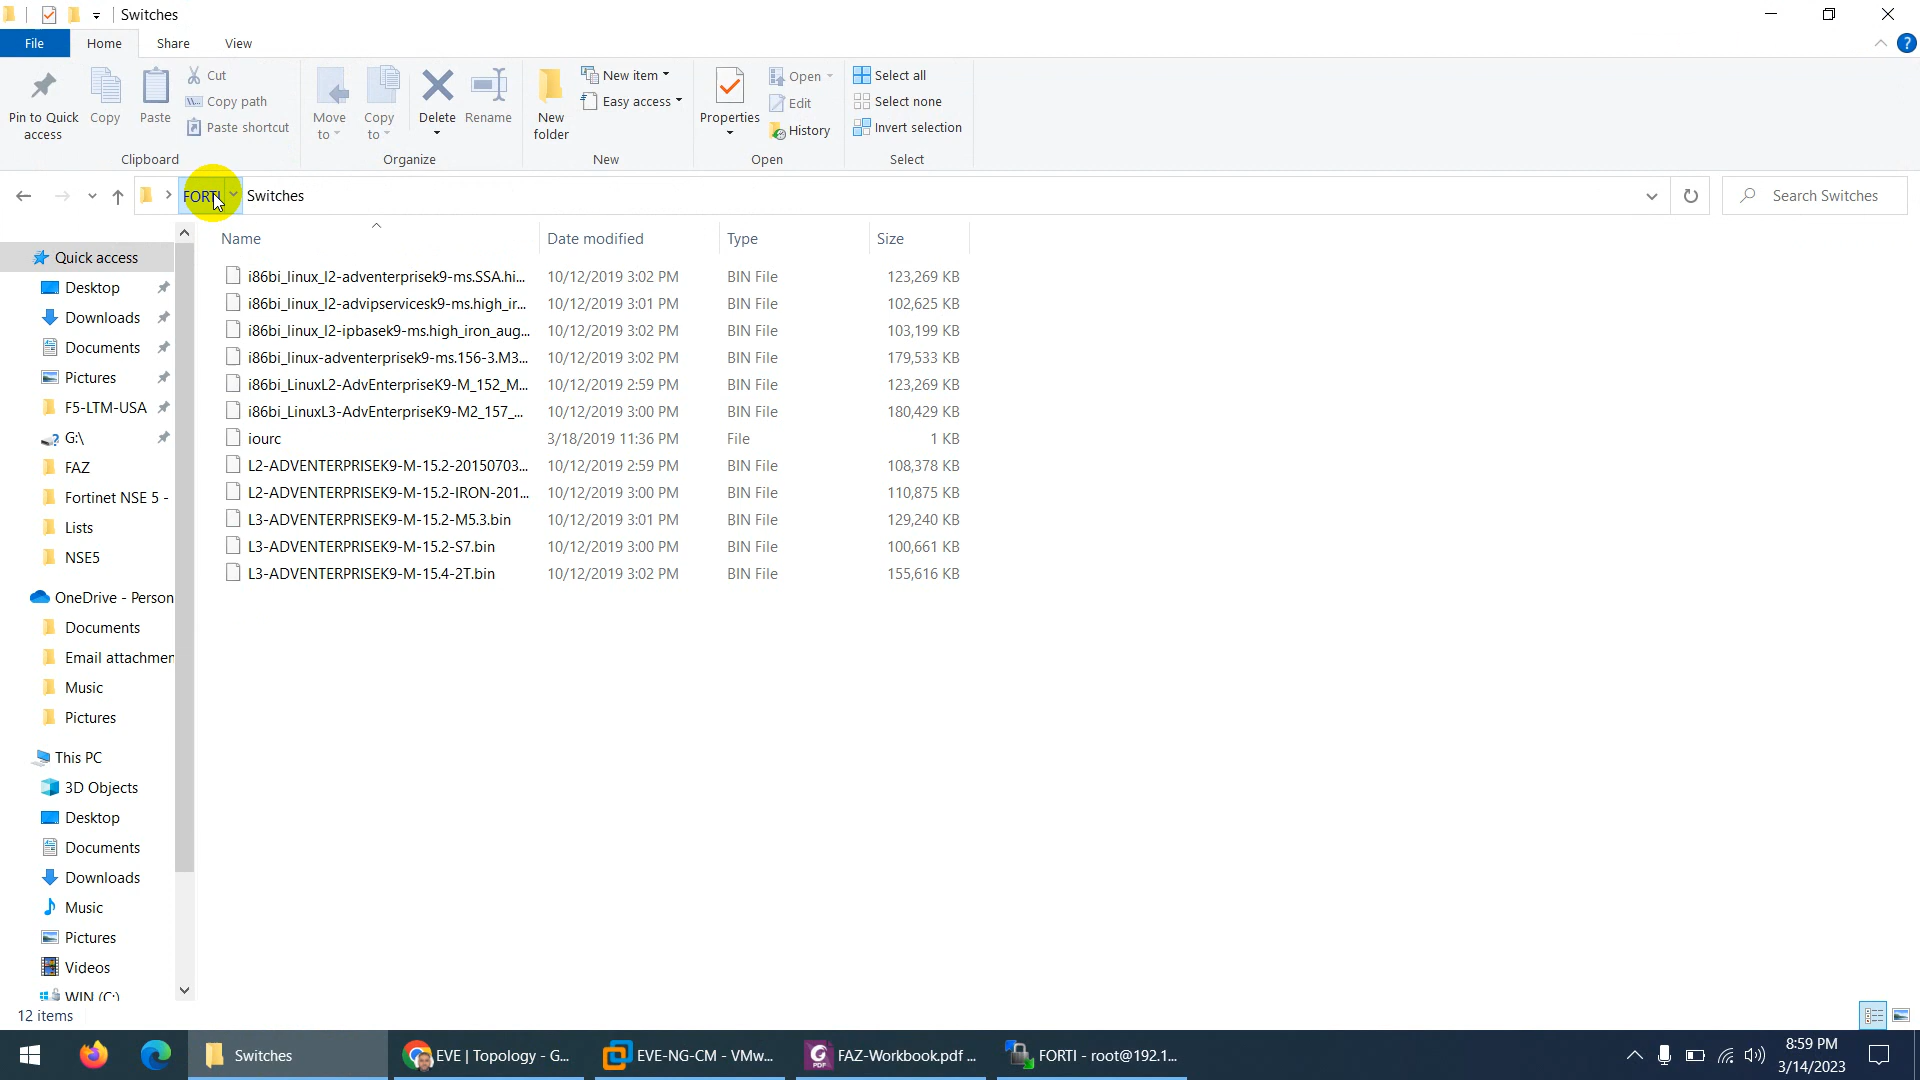 Switches
File Home Share View
Pin to Quick access
Copy
Paste
Cut
Copy path
Paste shortcut
Clipboard
Move to
Copy to
Delete
Rename
Organize
New folder
New item
Easy access
New
Properties
Open
Edit
History
Open
Select all
Select none
Invert selection
Select
FORTI Switches
Search Switches
Name Date modified Type Size
i86bi_linux_l2-adventerprisek9-ms.SSA.hi... 10/12/2019 3:02 PM BIN File 123,269 KB
i86bi_linux_l2-advipservicesk9-ms.high_ir... 10/12/2019 3:01 PM BIN File 102,625 KB
i86bi_linux_l2-ipbasek9-ms.high_iron_aug... 10/12/2019 3:02 PM BIN File 103,199 KB
i86bi_linux-adventerprisek9-ms.156-3.M3... 10/12/2019 3:02 PM BIN File 179,533 KB
i86bi_LinuxL2-AdvEnterpriseK9-M_152_M... 10/12/2019 2:59 PM BIN File 123,269 KB
i86bi_LinuxL3-AdvEnterpriseK9-M2_157_... 10/12/2019 3:00 PM BIN File 180,429 KB
iourc 3/18/2019 11:36 PM File 1 KB
L2-ADVENTERPRISEK9-M-15.2-20150703... 10/12/2019 2:59 PM BIN File 108,378 KB
L2-ADVENTERPRISEK9-M-15.2-IRON-201... 10/12/2019 3:00 PM BIN File 110,875 KB
L3-ADVENTERPRISEK9-M-15.2-M5.3.bin 10/12/2019 3:01 PM BIN File 129,240 KB
L3-ADVENTERPRISEK9-M-15.2-S7.bin 10/12/2019 3:00 PM BIN File 100,661 KB
L3-ADVENTERPRISEK9-M-15.4-2T.bin 10/12/2019 3:02 PM BIN File 155,616 KB
Quick access
Desktop
Downloads
Documents
Pictures
F5-LTM-USA
G:\
FAZ
Fortinet NSE 5 -
Lists
NSE5
OneDrive - Person
Documents
Email attachmen
Music
Pictures
This PC
3D Objects
Desktop
Documents
Downloads
Music
Pictures
Videos
WIN (C:)
12 items
Switches
EVE | Topology - G...
EVE-NG-CM - VMw...
FAZ-Workbook.pdf ...
FORTI - root@192.1...
8:59 PM
3/14/2023